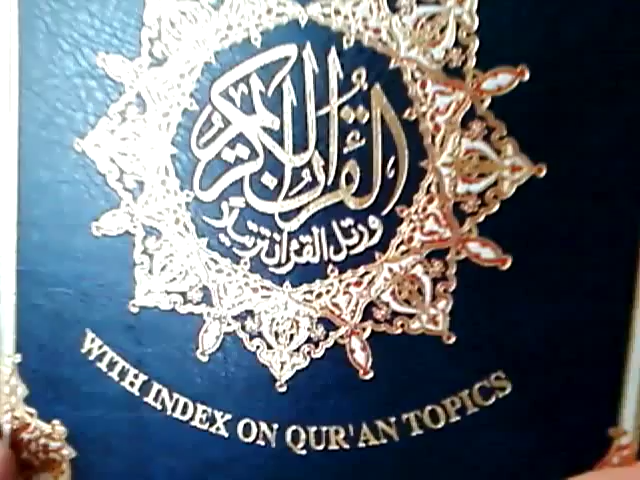 القرآن الكريم
ورتل القرآن ترتيلا
WITH INDEX ON QUR'AN TOPICS